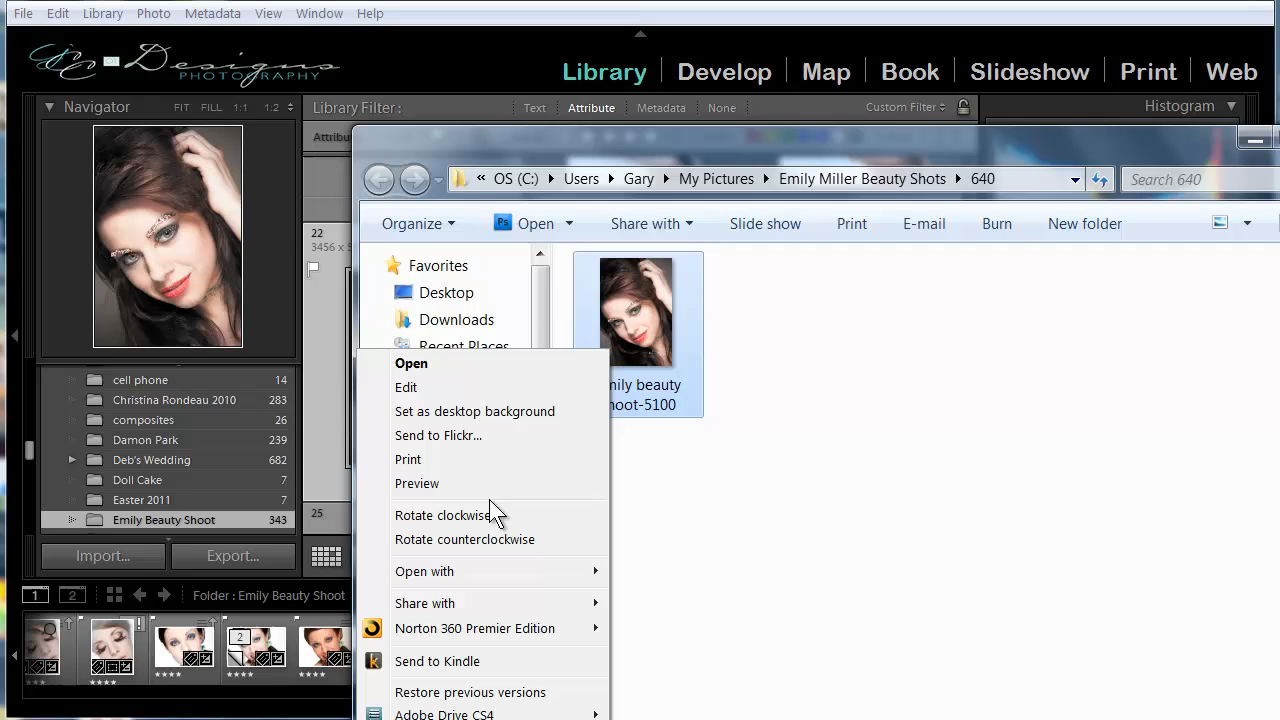 File Edit Library Photo Metadata View Window Help
Designs
PHOTOGRAPHY
Library Develop Map Book Slideshow Print Web
Navigator FIT FILL 1:1 1:2
Library Filter : Text Attribute Metadata None Custom Filter
Histogram
Attribu
« OS (C:) Users Gary My Pictures Emily Miller Beauty Shots 640
Search 640
Organize Ps Open Share with Slide show Print E-mail Burn New folder
22
3456 x
Favorites
Desktop
Downloads
Recent Places
mily beauty
hoot-5100
Open
Edit
Set as desktop background
Send to Flickr...
Print
Preview
Rotate clockwise
Rotate counterclockwise
Open with
Share with
Norton 360 Premier Edition
k Send to Kindle
Restore previous versions
Adobe Drive CS4
cell phone 14
Christina Rondeau 2010 283
composites 26
Damon Park 239
Deb's Wedding 682
Doll Cake 7
Easter 2011 7
Emily Beauty Shoot 343
25
Import... Export...
1 2 Folder : Emily Beauty Shoot
2